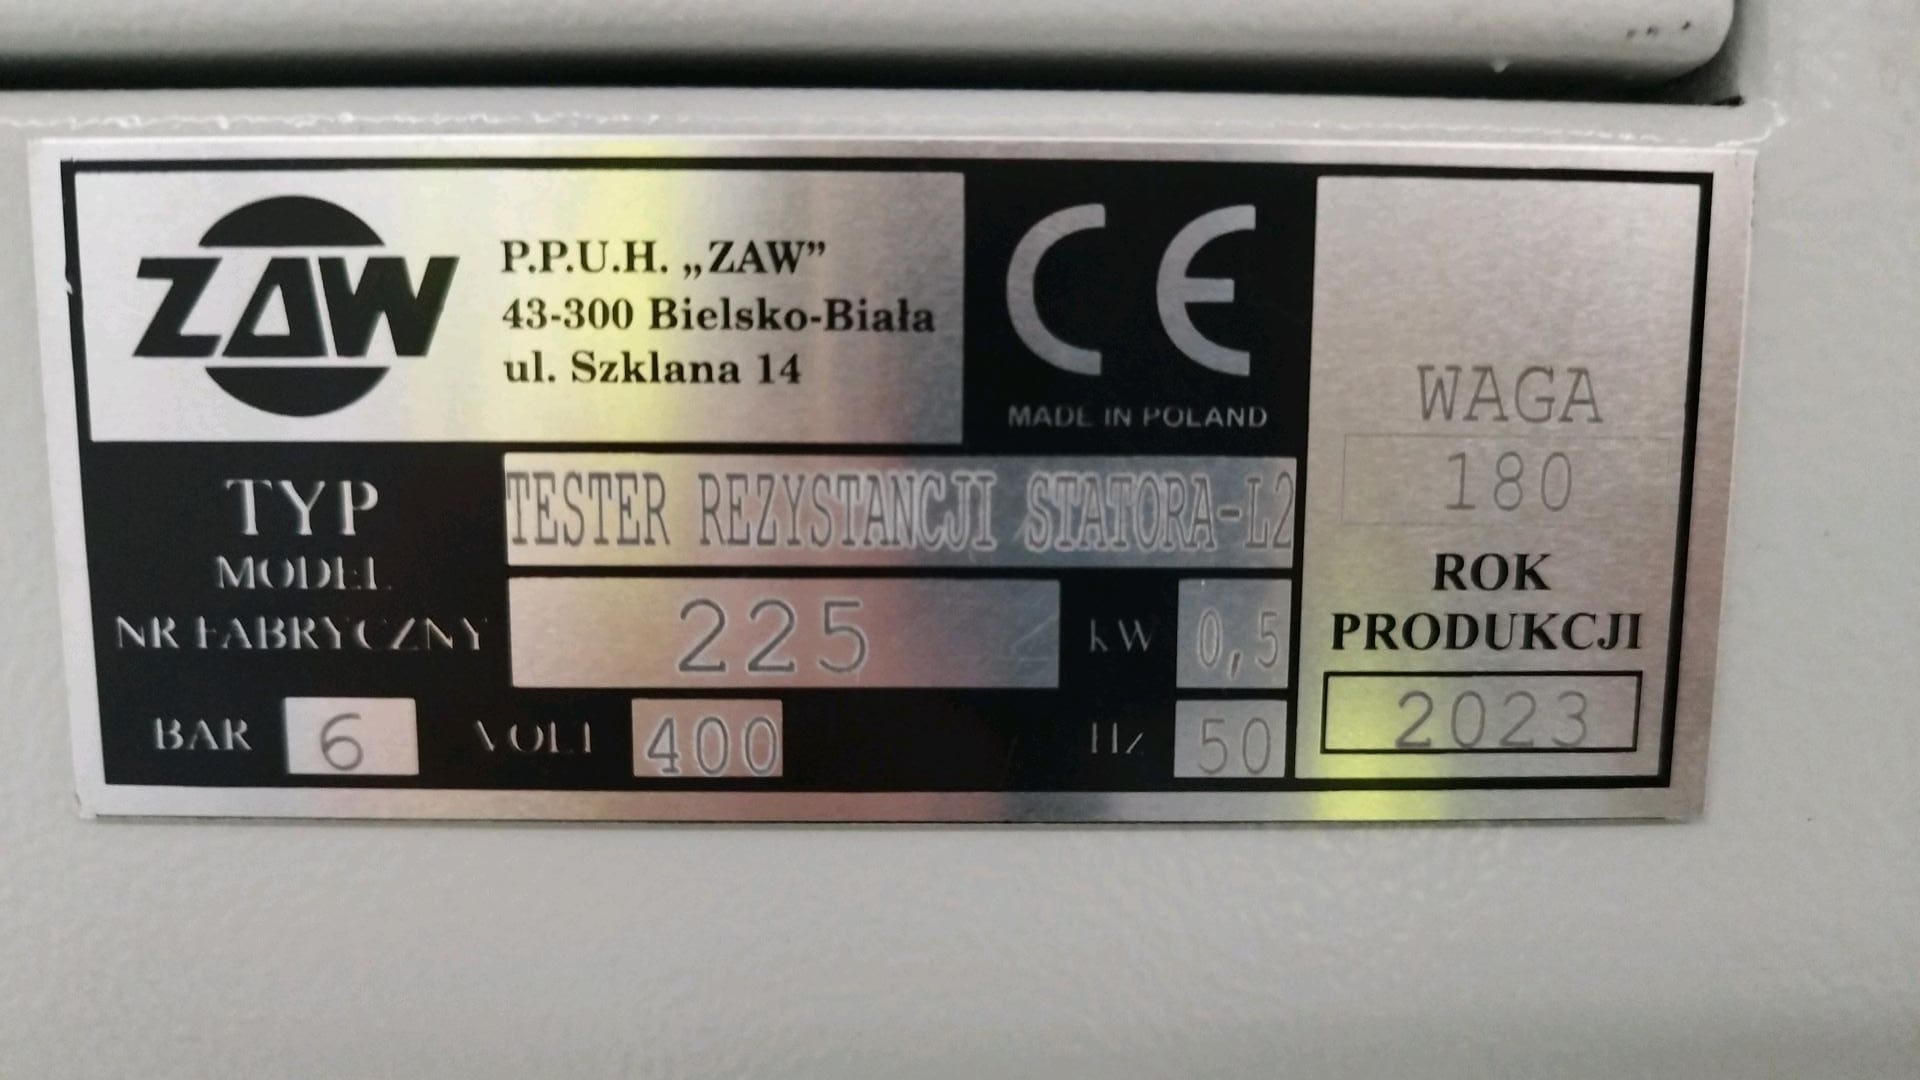 ZAW
P.P.U.H. „ZAW”
43-300 Bielsko-Biała
ul. Szklana 14
CE
MADE IN POLAND
TYP
MODEL
NR FABRYCZNY
TESTER REZYSTANCJI STATORA-L2
225
kW 0,5
BAR 6 VOLT 400 Hz 50
WAGA
180
ROK
PRODUKCJI
2023